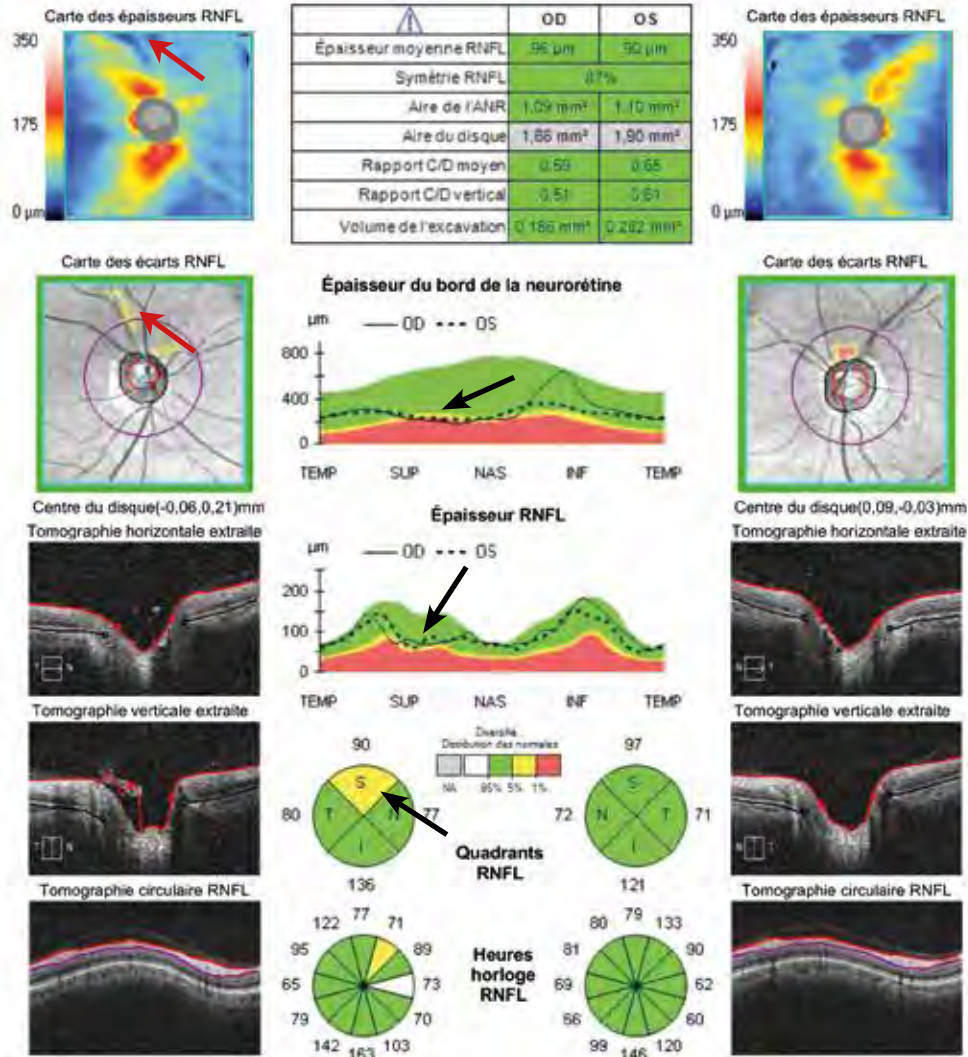 Carte des épaisseurs RNFL
350
175
0 µm
OD OS
Épaisseur moyenne RNFL 96 µm 90 µm
Symétrie RNFL 87%
Aire de l'ANR 1,09 mm² 1,10 mm²
Aire du disque 1,86 mm² 1,90 mm²
Rapport C/D moyen 0,59 0,65
Rapport C/D vertical 0,51 0,61
Volume de l'excavation 0,186 mm³ 0,282 mm³
Carte des épaisseurs RNFL
350
175
0 µm
Carte des écarts RNFL
Centre du disque(-0,06,0,21)mm
Épaisseur du bord de la neurorétine
µm
OD OS
800
400
0
TEMP SUP NAS INF TEMP
Carte des écarts RNFL
Centre du disque(0,09,-0,03)mm
Tomographie horizontale extraite
T N
Épaisseur RNFL
µm
OD OS
200
100
0
TEMP SUP NAS INF TEMP
Tomographie horizontale extraite
N T
Tomographie verticale extraite
Diversifié
Distribution des normales
NA 95% 5% 1%
90
S
80 T N 77
I
136
Quadrants
RNFL
97
S
72 N T 71
I
121
Tomographie verticale extraite
Tomographie circulaire RNFL
77
122 71
95 89
65 73
79 70
142 103
163
Heures
horloge
RNFL
79
80 133
81 90
69 62
66 60
99 120
146
Tomographie circulaire RNFL